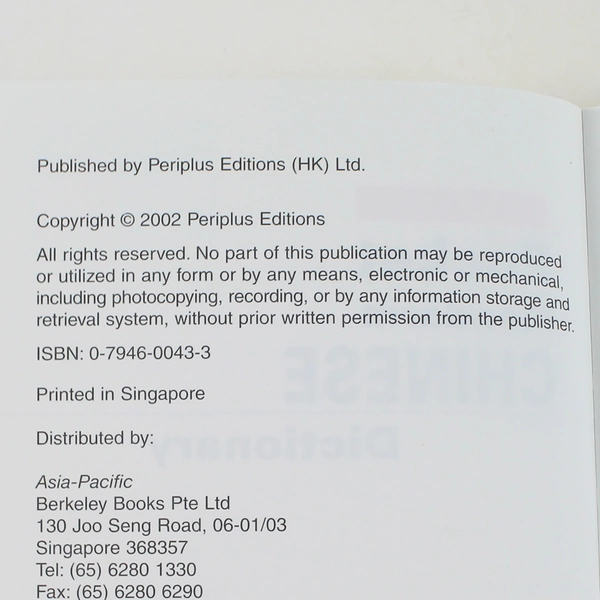 Published by Periplus Editions (HK) Ltd.
Copyright © 2002 Periplus Editions
All rights reserved. No part of this publication may be reproduced
or utilized in any form or by any means, electronic or mechanical,
including photocopying, recording, or by any information storage and
retrieval system, without prior written permission from the publisher.
ISBN: 0-7946-0043-3
Printed in Singapore
Distributed by:
Asia-Pacific
Berkeley Books Pte Ltd
130 Joo Seng Road, 06-01/03
Singapore 368357
Tel: (65) 6280 1330
Fax: (65) 6280 6290
CHINESE
Dictionary